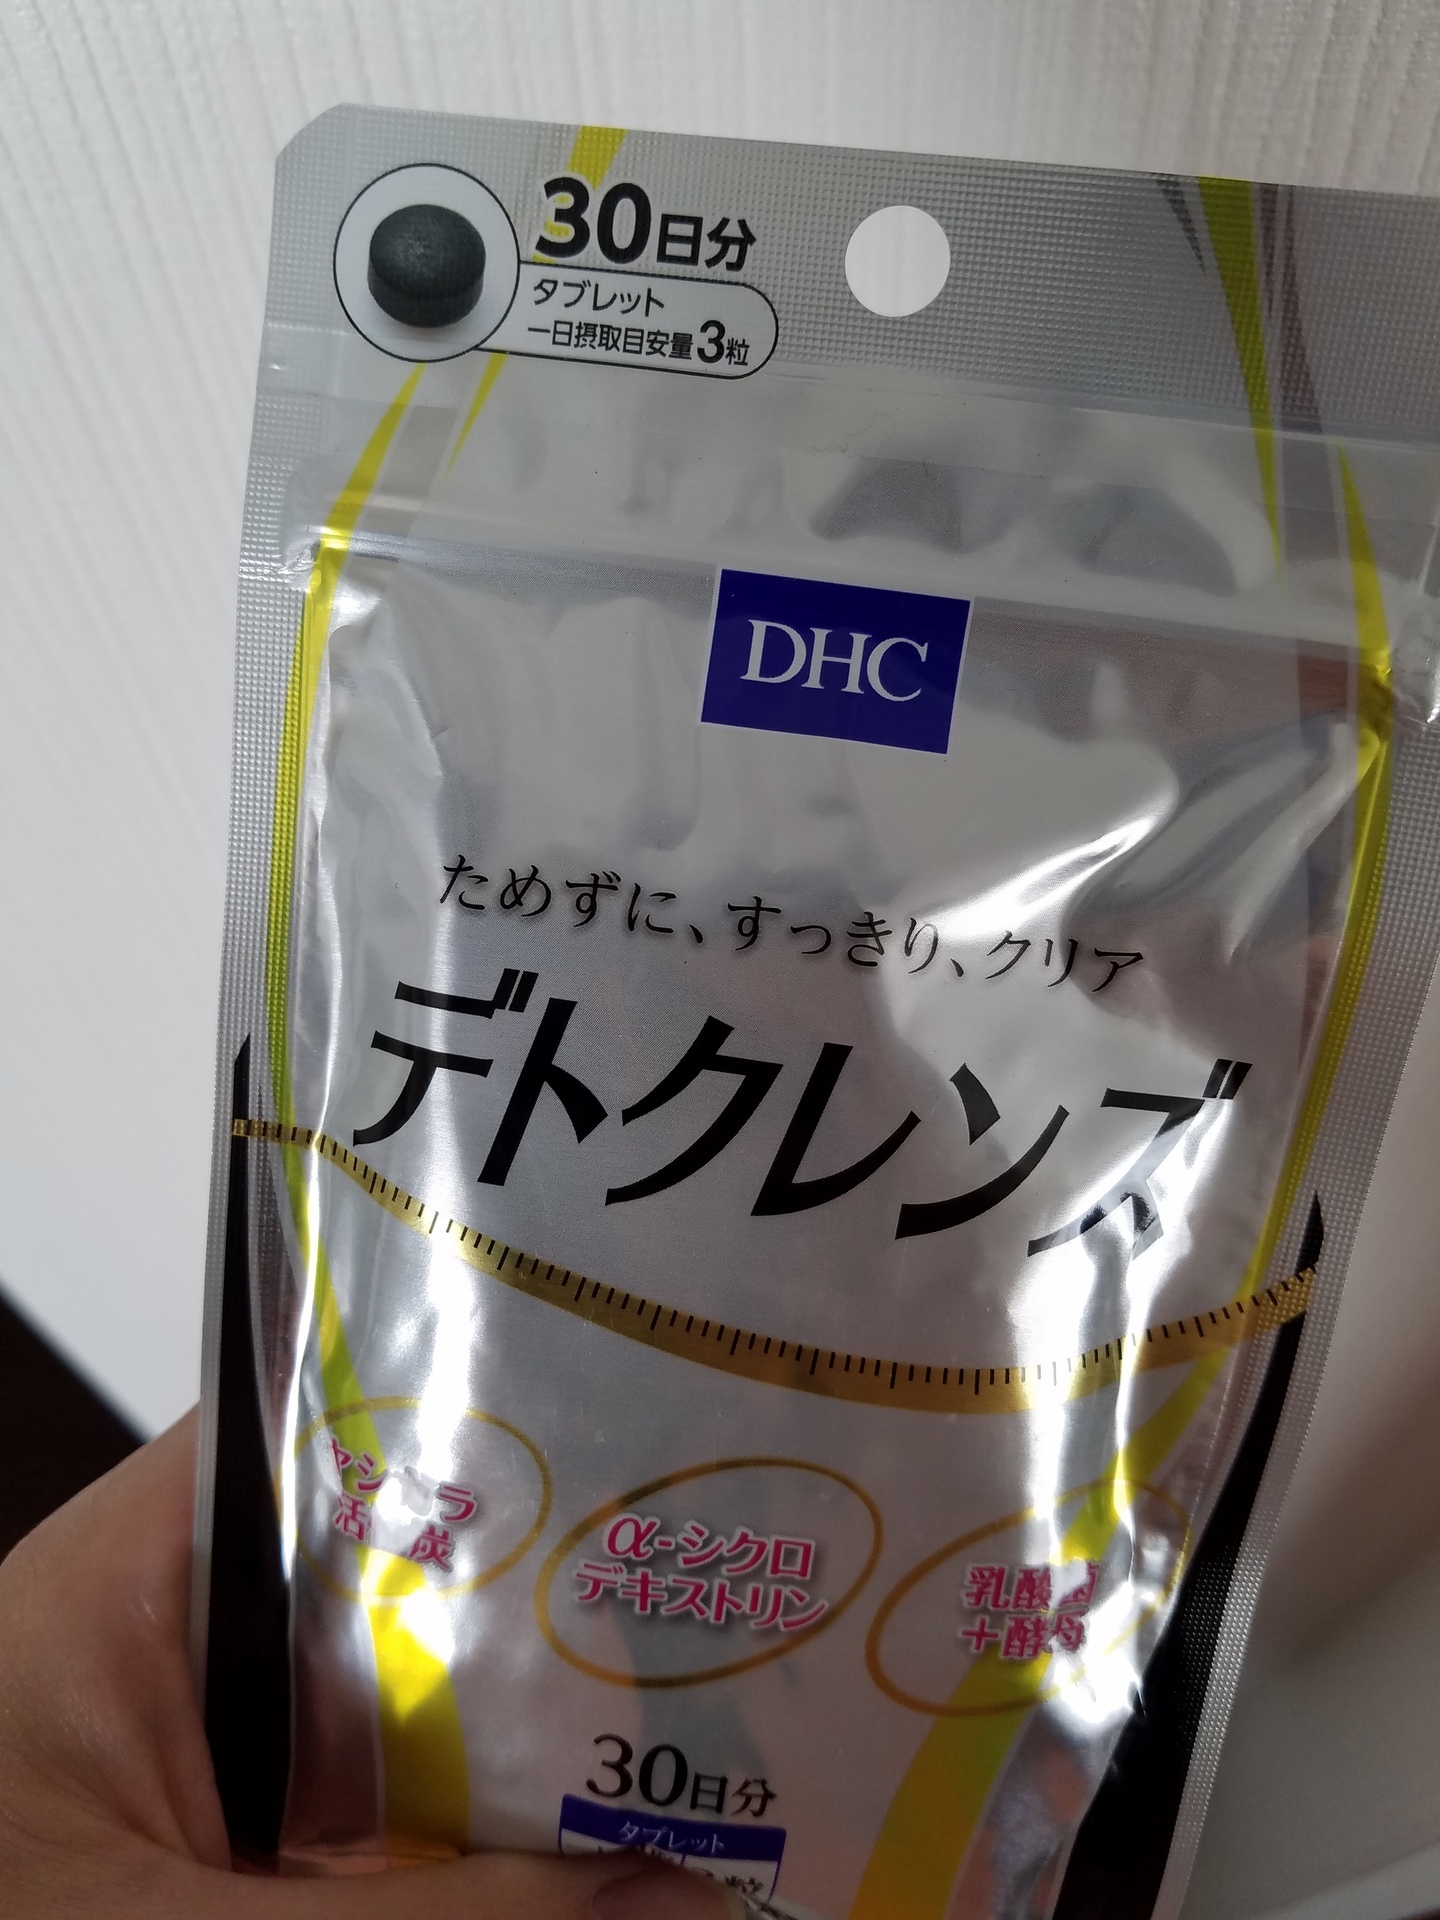 30日分
タブレット
一日摂取目安量3粒
DHC
ためずに、すっきり、クリア
デトクレンズ
α-シクロ
デキストリン
乳酸菌
+酵母
30日分
タブレット